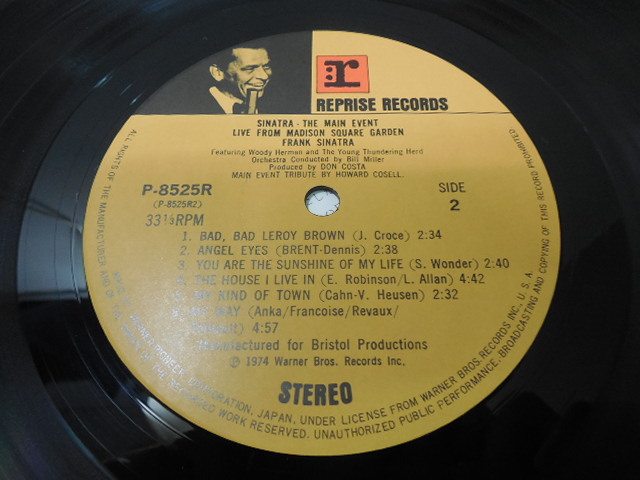 r
REPRISE RECORDS
SINATRA - THE MAIN EVENT
LIVE FROM MADISON SQUARE GARDEN
FRANK SINATRA
Featuring Woody Herman and The Young Thundering Herd
Orchestra Conducted by Bill Miller
Produced by DON COSTA
MAIN EVENT TRIBUTE BY HOWARD COSELL.
P-8525R
(P-8525R2)
33⅓RPM
SIDE
2
1. BAD, BAD LEROY BROWN (J. Croce) 2:34
2. ANGEL EYES (BRENT-Dennis) 2:38
3. YOU ARE THE SUNSHINE OF MY LIFE (S. Wonder) 2:40
4. THE HOUSE I LIVE IN (E. Robinson/L. Allan) 4:42
5. MY KIND OF TOWN (Cahn-V. Heusen) 2:32
MY WAY (Anka/Francoise/Revaux/
4:57
Manufactured for Bristol Productions
Ⓟ 1974 Warner Bros. Records Inc.
STEREO
ALL RIGHTS OF THE MANUFACTURER AND OF THE OWNER OF THE RECORDED WORK RESERVED. UNAUTHORIZED PUBLIC PERFORMANCE, BROADCASTING AND COPYING OF THIS RECORD PROHIBITED
MFG. BY WARNER-PIONEER CORPORATION, JAPAN, UNDER LICENSE FROM WARNER BROS. RECORDS INC., U.S.A.